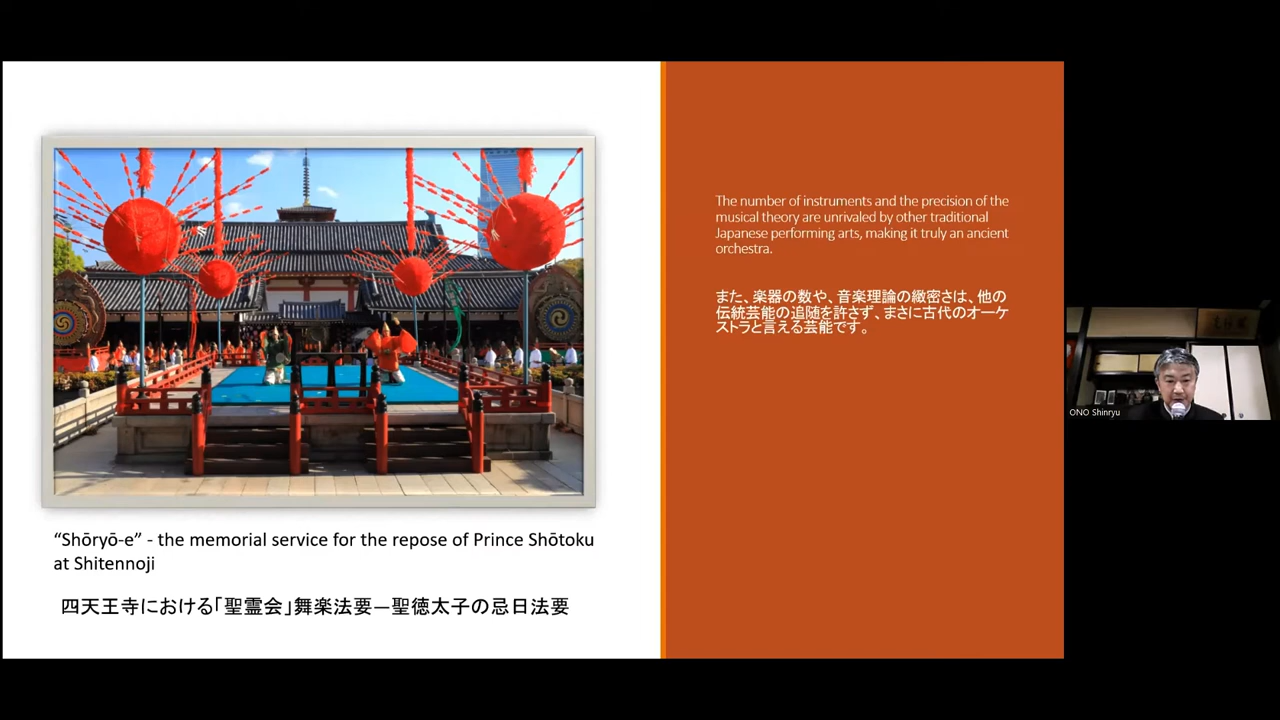 “Shōryō-e” - the memorial service for the repose of Prince Shōtoku
at Shitennoji
四天王寺における「聖霊会」舞楽法要—聖徳太子の忌日法要
The number of instruments and the precision of the
musical theory are unrivaled by other traditional
Japanese performing arts, making it truly an ancient
orchestra.
また、楽器の数や、音楽理論の緻密さは、他の
伝統芸能の追随を許さず、まさに古代のオーケ
ストラと言える芸能です。
ONO Shinryu